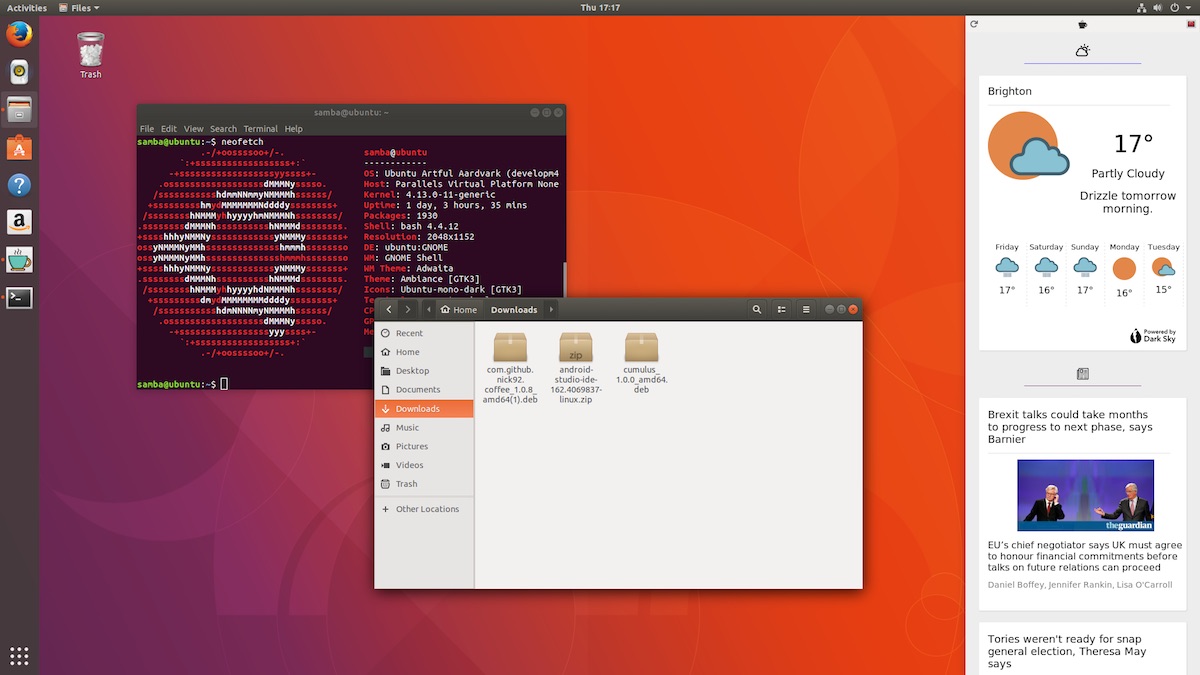 Activities
Files
Thu 17:17
Trash
samba@ubuntu: ~
File Edit View Search Terminal Help
samba@ubuntu:~$ neofetch
samba@ubuntu
------------
OS: Ubuntu Artful Aardvark (developm4
Host: Parallels Virtual Platform None
Kernel: 4.13.0-11-generic
Uptime: 1 day, 3 hours, 35 mins
Packages: 1930
Shell: bash 4.4.12
Resolution: 2048x1152
DE: ubuntu:GNOME
WM: GNOME Shell
WM Theme: Adwaita
Theme: Ambiance [GTK3]
Icons: Ubuntu-mono-dark [GTK3]
samba@ubuntu:~$
Home
Downloads
Recent
Home
Desktop
Documents
Downloads
Music
Pictures
Videos
Trash
Other Locations
com.github.
nick92.
coffee_1.0.8_
amd64(1).deb
zip
android-
studio-ide-
162.4069837-
linux.zip
cumulus_
1.0.0_amd64.
deb
Brighton
17°
Partly Cloudy
Drizzle tomorrow
morning.
Friday Saturday Sunday Monday Tuesday
17° 16° 17° 16° 15°
Powered by
Dark Sky
Brexit talks could take months
to progress to next phase, says
Barnier
theguardian
EU's chief negotiator says UK must agree
to honour financial commitments before
talks on future relations can proceed
Daniel Boffey, Jennifer Rankin, Lisa O'Carroll
Tories weren't ready for snap
general election, Theresa May
says